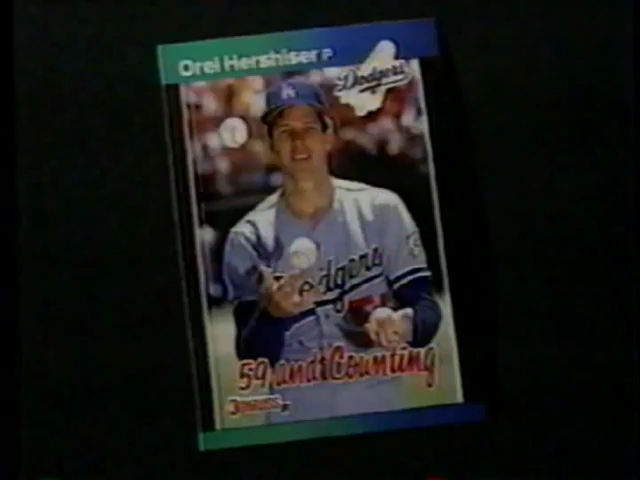 Orel Hershiser P
Dodgers
Dodgers
59 and Counting
Donruss